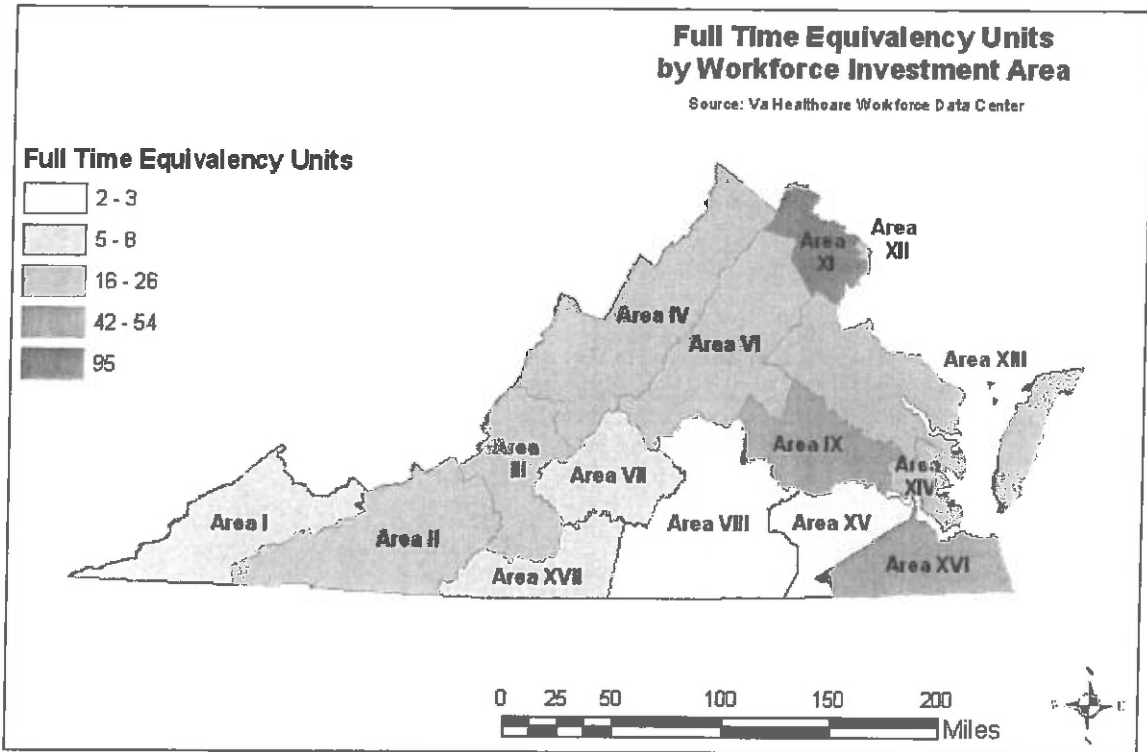 Full Time Equivalency Units
by Workforce Investment Area
Source: Va Healthcare Workforce Data Center
Full Time Equivalency Units
2 - 3
5 - 8
16 - 26
42 - 54
95
Area
XII
Area
XI
Area IV
Area VI
Area XIII
Area
III
Area IX
Area VII
Area
XIV
Area I
Area II
Area VIII
Area XV
Area XVII
Area XVI
0 25 50 100 150 200
Miles
E